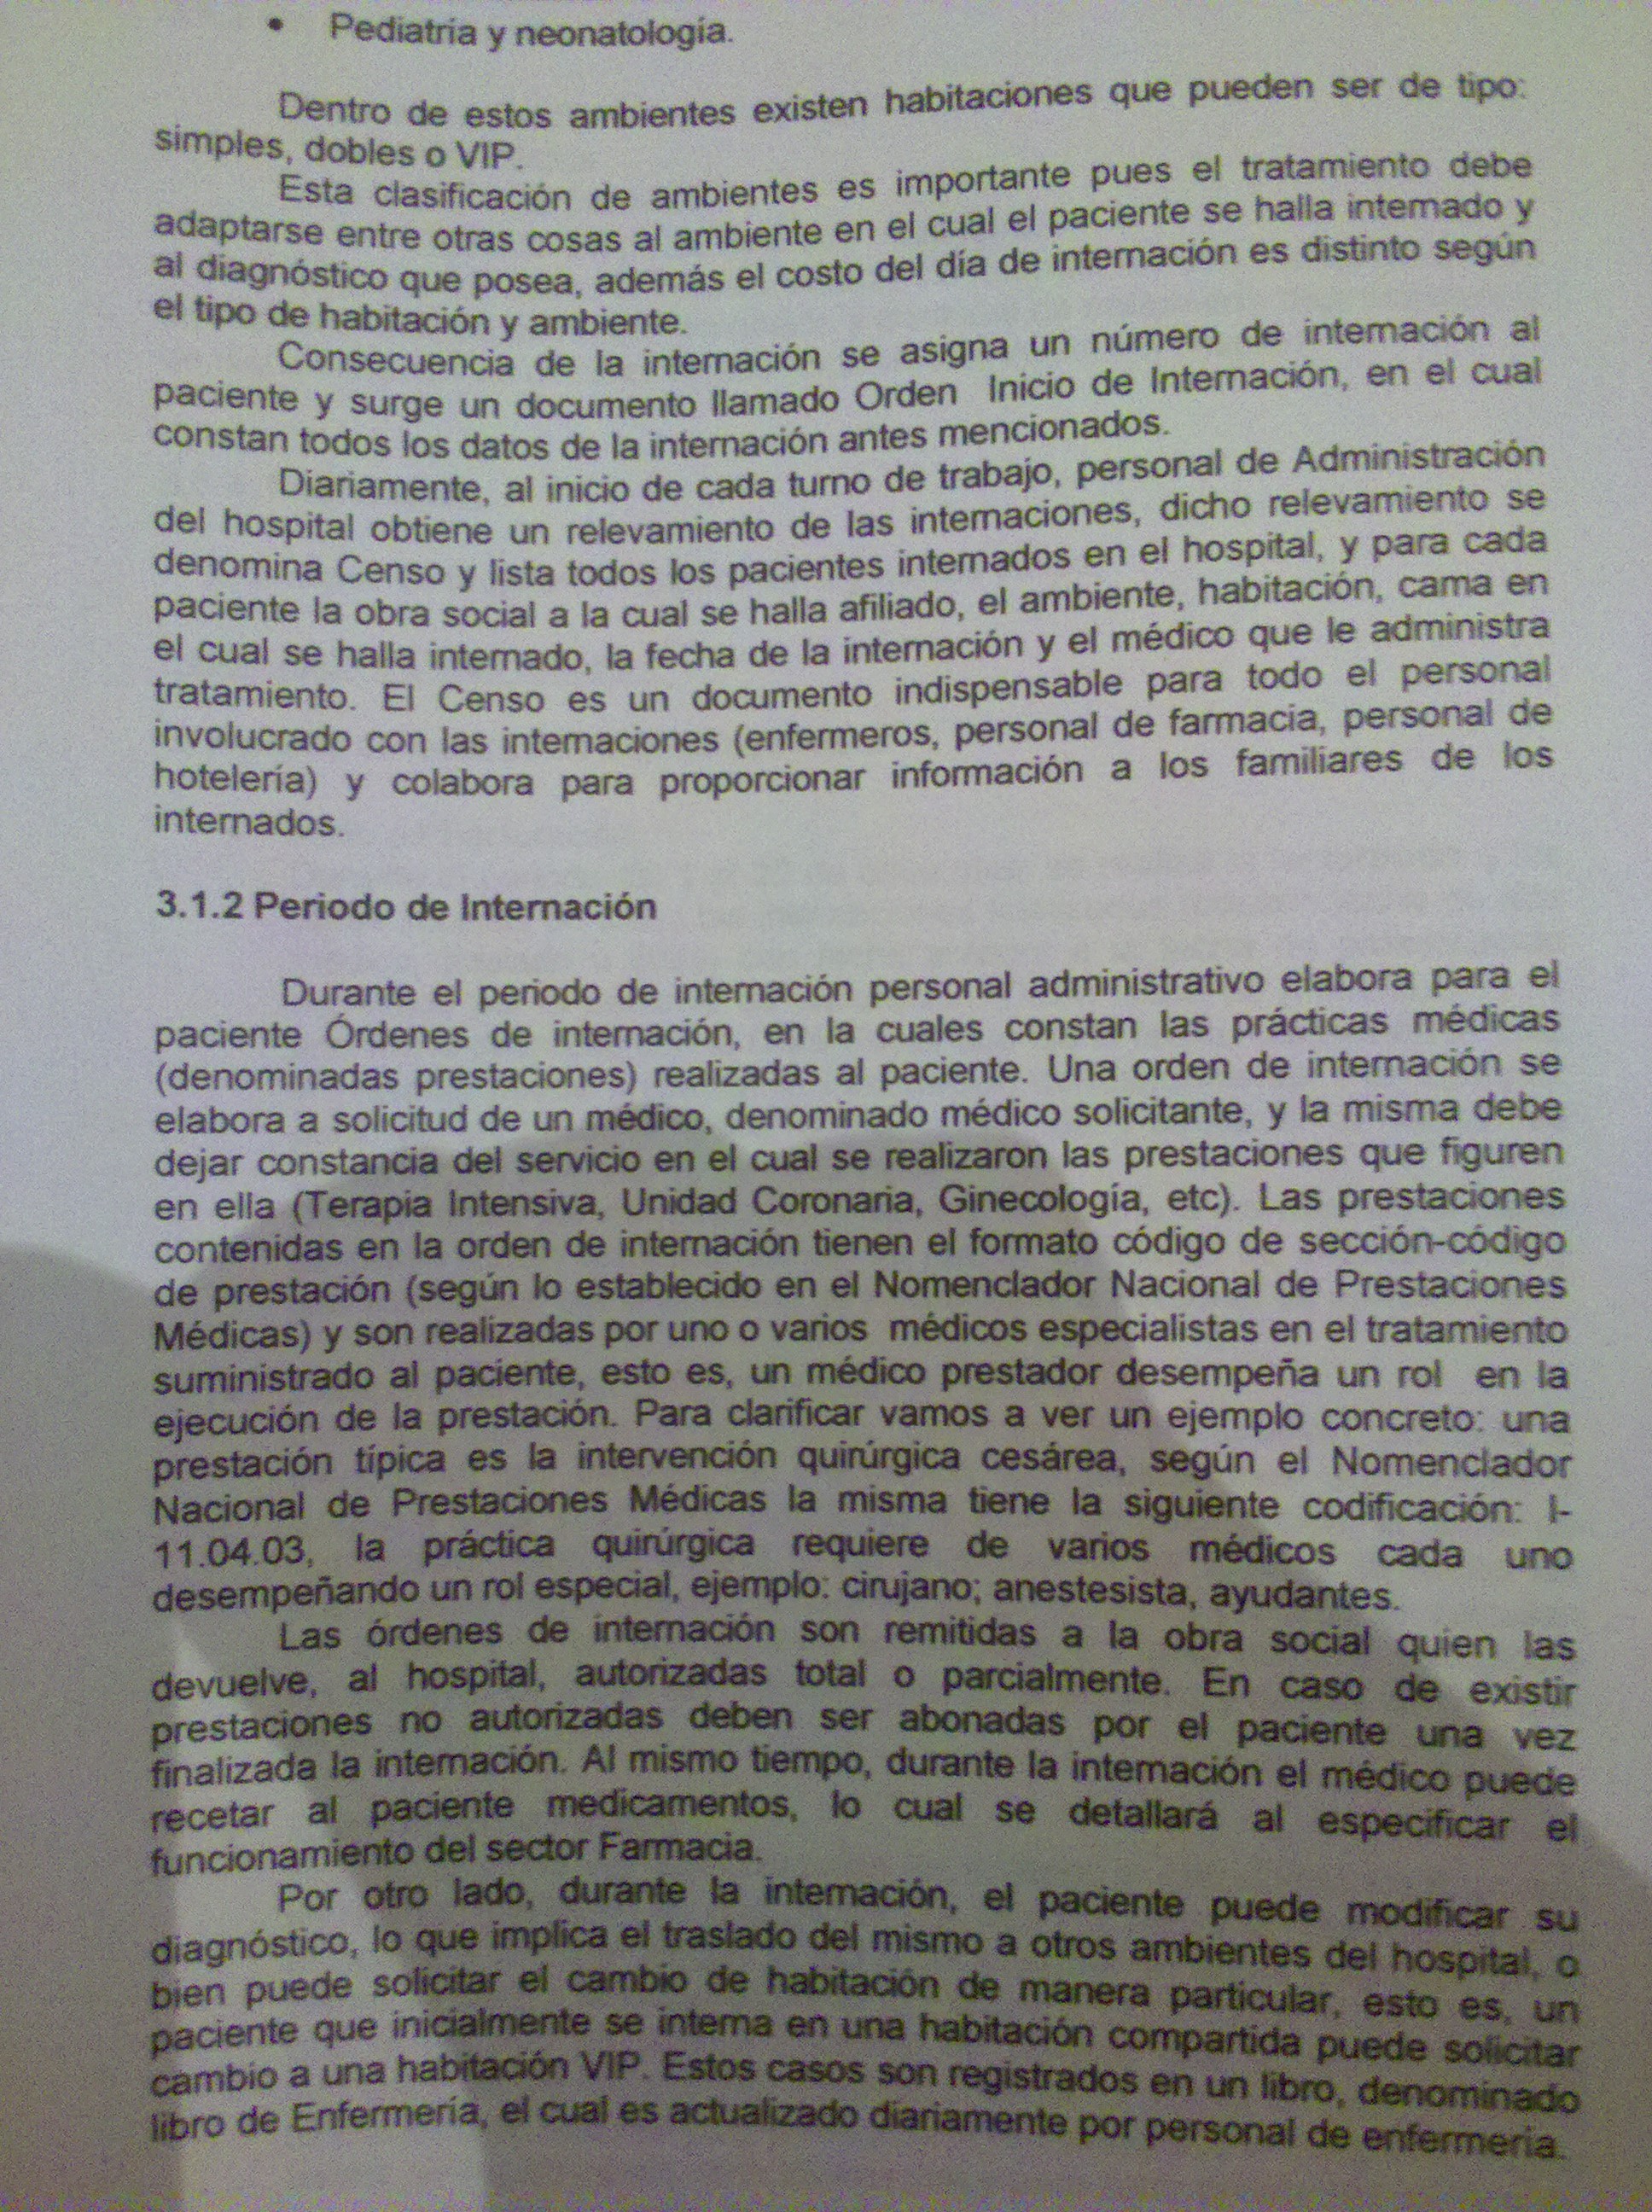 • Pediatría y neonatología.
Dentro de estos ambientes existen habitaciones que pueden ser de tipo:
simples, dobles o VIP.
Esta clasificación de ambientes es importante pues el tratamiento debe
adaptarse entre otras cosas al ambiente en el cual el paciente se halla internado y
al diagnóstico que posea, además el costo del día de internación es distinto según
el tipo de habitación y ambiente.
Consecuencia de la internación se asigna un número de internación al
paciente y surge un documento llamado Orden Inicio de Internación, en el cual
constan todos los datos de la internación antes mencionados.
Diariamente, al inicio de cada turno de trabajo, personal de Administración
del hospital obtiene un relevamiento de las internaciones, dicho relevamiento se
denomina Censo y lista todos los pacientes internados en el hospital, y para cada
paciente la obra social a la cual se halla afiliado, el ambiente, habitación, cama en
el cual se halla internado, la fecha de la internación y el médico que le administra
tratamiento. El Censo es un documento indispensable para todo el personal
involucrado con las internaciones (enfermeros, personal de farmacia, personal de
hotelería) y colabora para proporcionar información a los familiares de los
internados.
3.1.2 Periodo de Internación
Durante el periodo de internación personal administrativo elabora para el
paciente Órdenes de internación, en la cuales constan las prácticas médicas
(denominadas prestaciones) realizadas al paciente. Una orden de internación se
elabora a solicitud de un médico, denominado médico solicitante, y la misma debe
dejar constancia del servicio en el cual se realizaron las prestaciones que figuren
en ella (Terapia Intensiva, Unidad Coronaria, Ginecología, etc). Las prestaciones
contenidas en la orden de internación tienen el formato código de sección-código
de prestación (según lo establecido en el Nomenclador Nacional de Prestaciones
Médicas) y son realizadas por uno o varios médicos especialistas en el tratamiento
suministrado al paciente, esto es, un médico prestador desempeña un rol en la
ejecución de la prestación. Para clarificar vamos a ver un ejemplo concreto: una
prestación típica es la intervención quirúrgica cesárea, según el Nomenclador
Nacional de Prestaciones Médicas la misma tiene la siguiente codificación: I-
11.04.03, la práctica quirúrgica requiere de varios médicos cada uno
desempeñando un rol especial, ejemplo: cirujano; anestesista, ayudantes.
Las órdenes de internación son remitidas a la obra social quien las
devuelve, al hospital, autorizadas total o parcialmente. En caso de existir
prestaciones no autorizadas deben ser abonadas por el paciente una vez
finalizada la internación. Al mismo tiempo, durante la internación el médico puede
recetar al paciente medicamentos, lo cual se detallará al especificar el
funcionamiento del sector Farmacia.
Por otro lado, durante la internación, el paciente puede modificar su
diagnóstico, lo que implica el traslado del mismo a otros ambientes del hospital, o
bien puede solicitar el cambio de habitación de manera particular, esto es, un
paciente que inicialmente se interna en una habitación compartida puede solicitar
cambio a una habitación VIP. Estos casos son registrados en un libro, denominado
libro de Enfermería, el cual es actualizado diariamente por personal de enfermería.